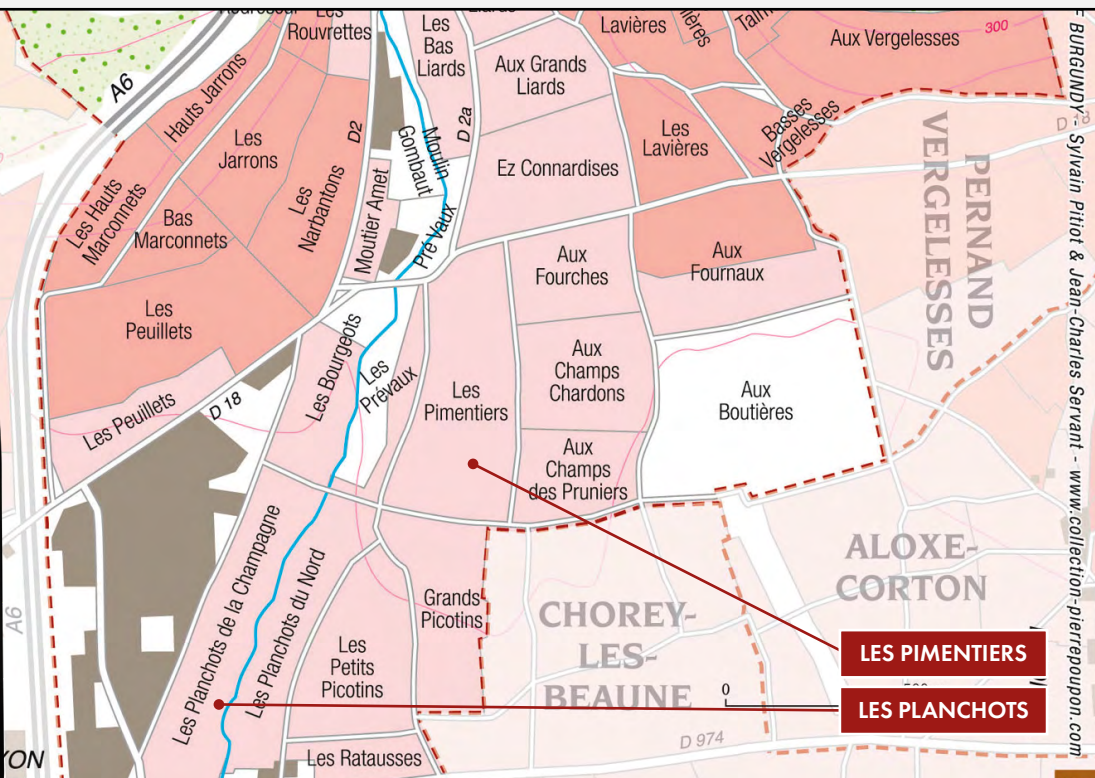 Les
Rouvrettes
Les
Bas
Liards
Aux Grands
Liards
Lavières
Aux Vergelesses
300
A6
Hauts Jarrons
Les
Jarrons
D2
Moulin
Gombaut
D 2a
Ez Connardises
Les
Lavières
Basses
Vergelesses
D 18
PERNAND
VERGELESSES
Les Hauts
Marconnets
Bas
Marconnets
Les
Narbantons
Moutier Amet
Pré Vaux
Aux
Fourches
Aux
Fournaux
Les
Peuillets
Les Peuillets
D 18
Les Bourgeots
Les
Prévaux
Les
Pimentiers
Aux
Champs
Chardons
Aux
Boutières
Aux
Champs
des Pruniers
Les Planchots de la Champagne
Les Planchots du Nord
Grands
Picotins
Les
Petits
Picotins
Les Ratausses
CHOREY-
LES-
BEAUNE
ALOXE-
CORTON
A6
D 974
0
LES PIMENTIERS
LES PLANCHOTS
BURGUNDY - Sylvain Pitiot & Jean-Charles Servant - www.collection-pierrepoupon.com